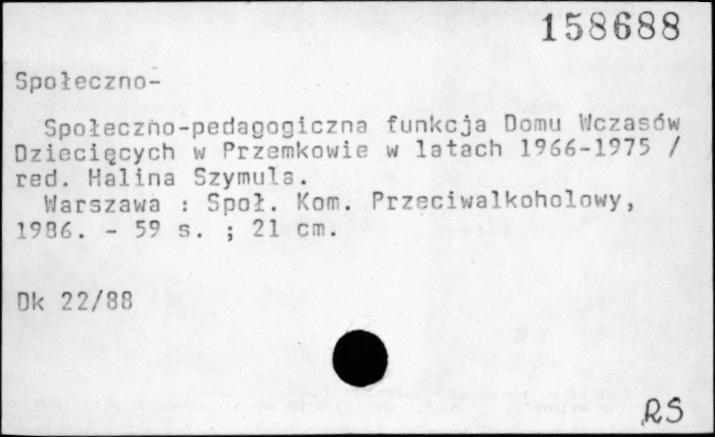 158688
Społeczno-
Społeczno-pedagogiczna funkcja Domu Wczasów
Dziecięcych w Przemkowie w latach 1966-1975 /
red. Halina Szymula.
Warszawa : Społ. Kom. Przeciwalkoholowy,
1986. - 59 s. ; 21 cm.
Dk 22/88
RS